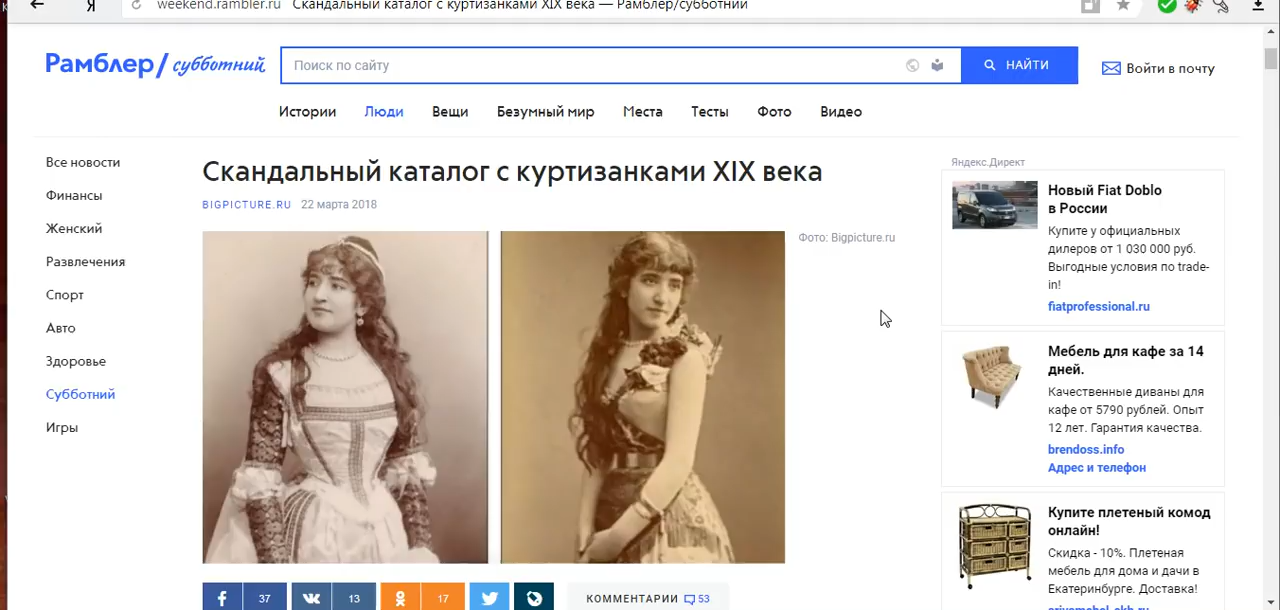 Я weekend.rambler.ru Скандальный каталог с куртизанками XIX века — Рамблер/субботний
Рамблер/субботний
Поиск по сайту
НАЙТИ
Войти в почту
Истории Люди Вещи Безумный мир Места Тесты Фото Видео
Все новости
Финансы
Женский
Развлечения
Спорт
Авто
Здоровье
Субботний
Игры
Скандальный каталог с куртизанками XIX века
BIGPICTURE.RU 22 марта 2018
Фото: Bigpicture.ru
37
13
17
КОММЕНТАРИИ 53
Яндекс.Директ
Новый Fiat Doblo
в России
Купите у официальных
дилеров от 1 030 000 руб.
Выгодные условия по trade-
in!
fiatprofessional.ru
Мебель для кафе за 14
дней.
Качественные диваны для
кафе от 5790 рублей. Опыт
12 лет. Гарантия качества.
brendoss.info
Адрес и телефон
Купите плетеный комод
онлайн!
Скидка - 10%. Плетеная
мебель для дома и дачи в
Екатеринбурге. Доставка!